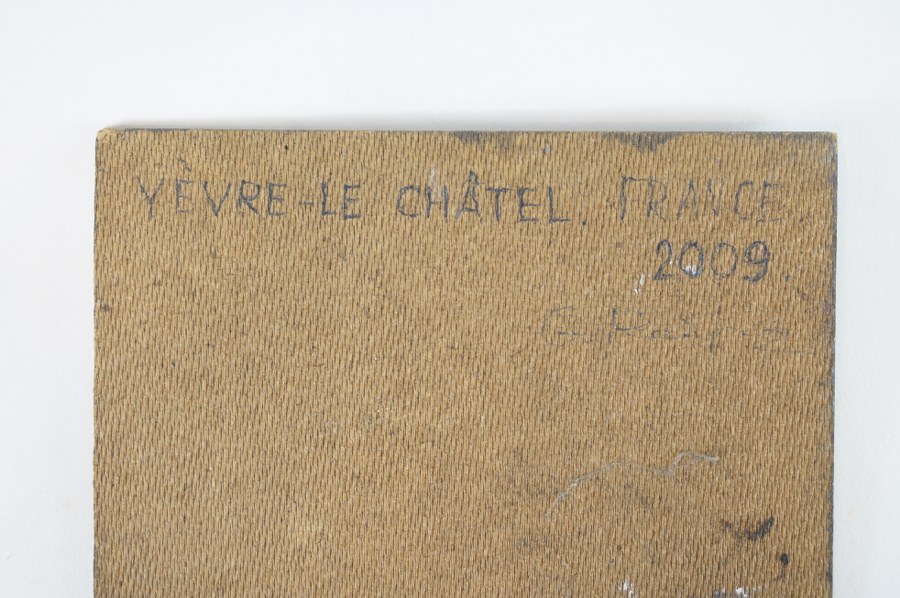 YÈVRE-LE CHÂTEL. FRANCE.
2009.